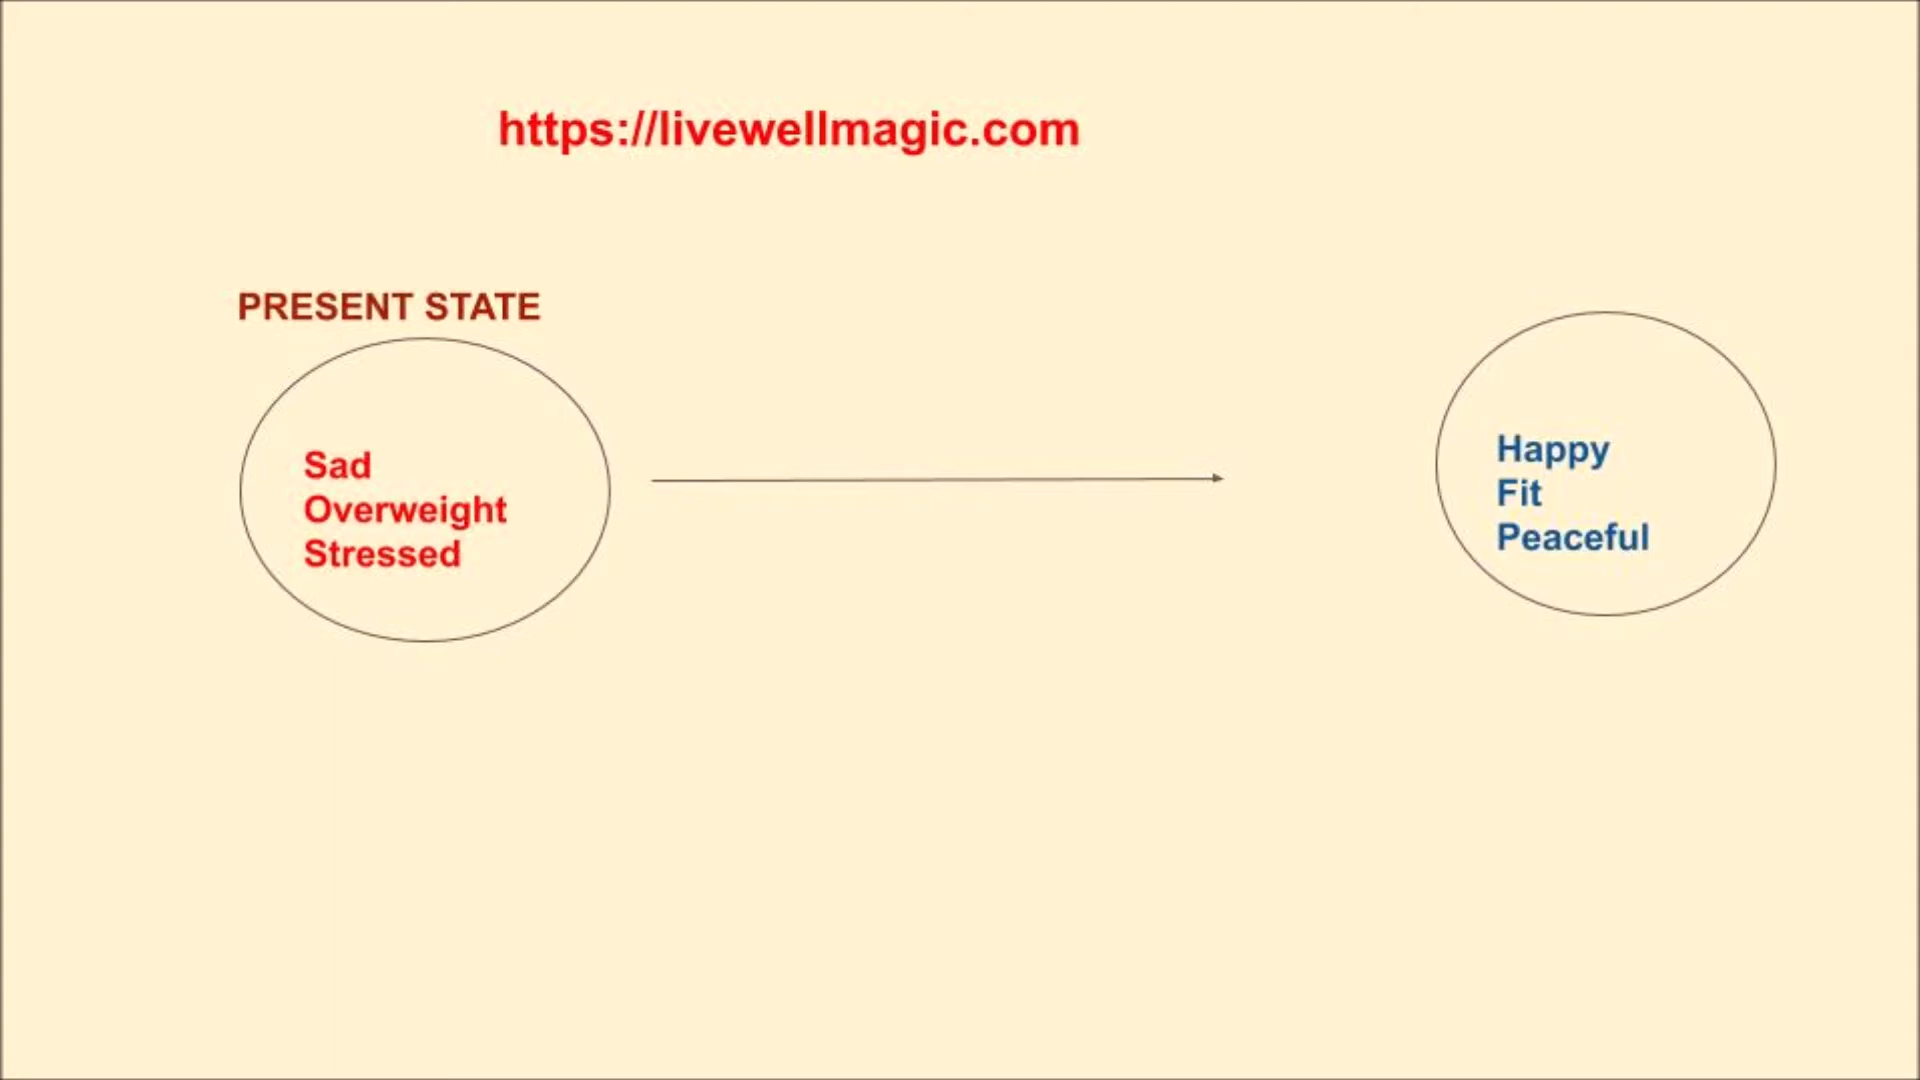 https://livewellmagic.com
PRESENT STATE
Sad
Overweight
Stressed
Happy
Fit
Peaceful